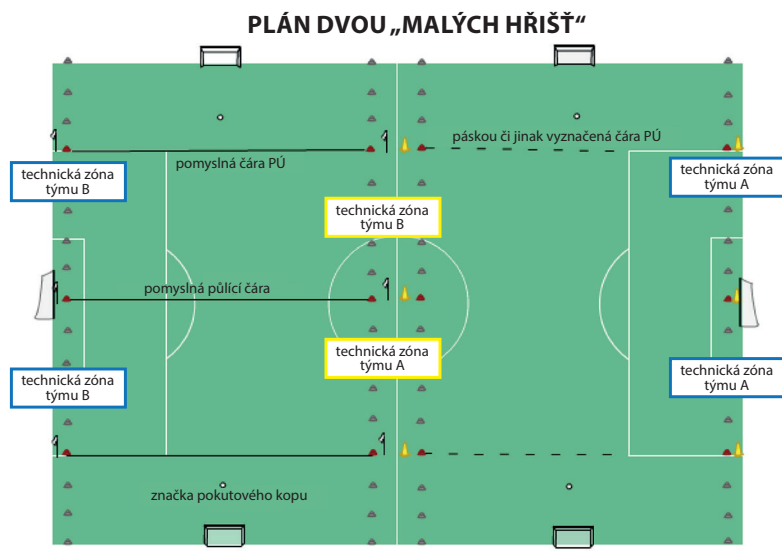 PLÁN DVOU „MALÝCH HŘIŠŤ“
páskou či jinak vyznačená čára PÚ
pomyslná čára PÚ
technická zóna
týmu B
technická zóna
týmu A
technická zóna
týmu B
pomyslná půlící čára
technická zóna
týmu A
technická zóna
týmu B
technická zóna
týmu A
značka pokutového kopu